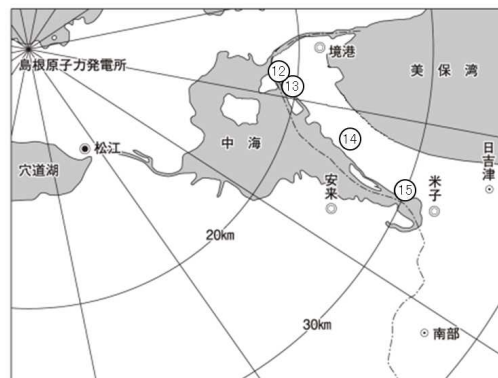 島根原子力発電所
境港
美保湾
⑫
⑬
中海
⑭
日吉津
松江
宍道湖
安来
⑮
米子
20km
30km
南部